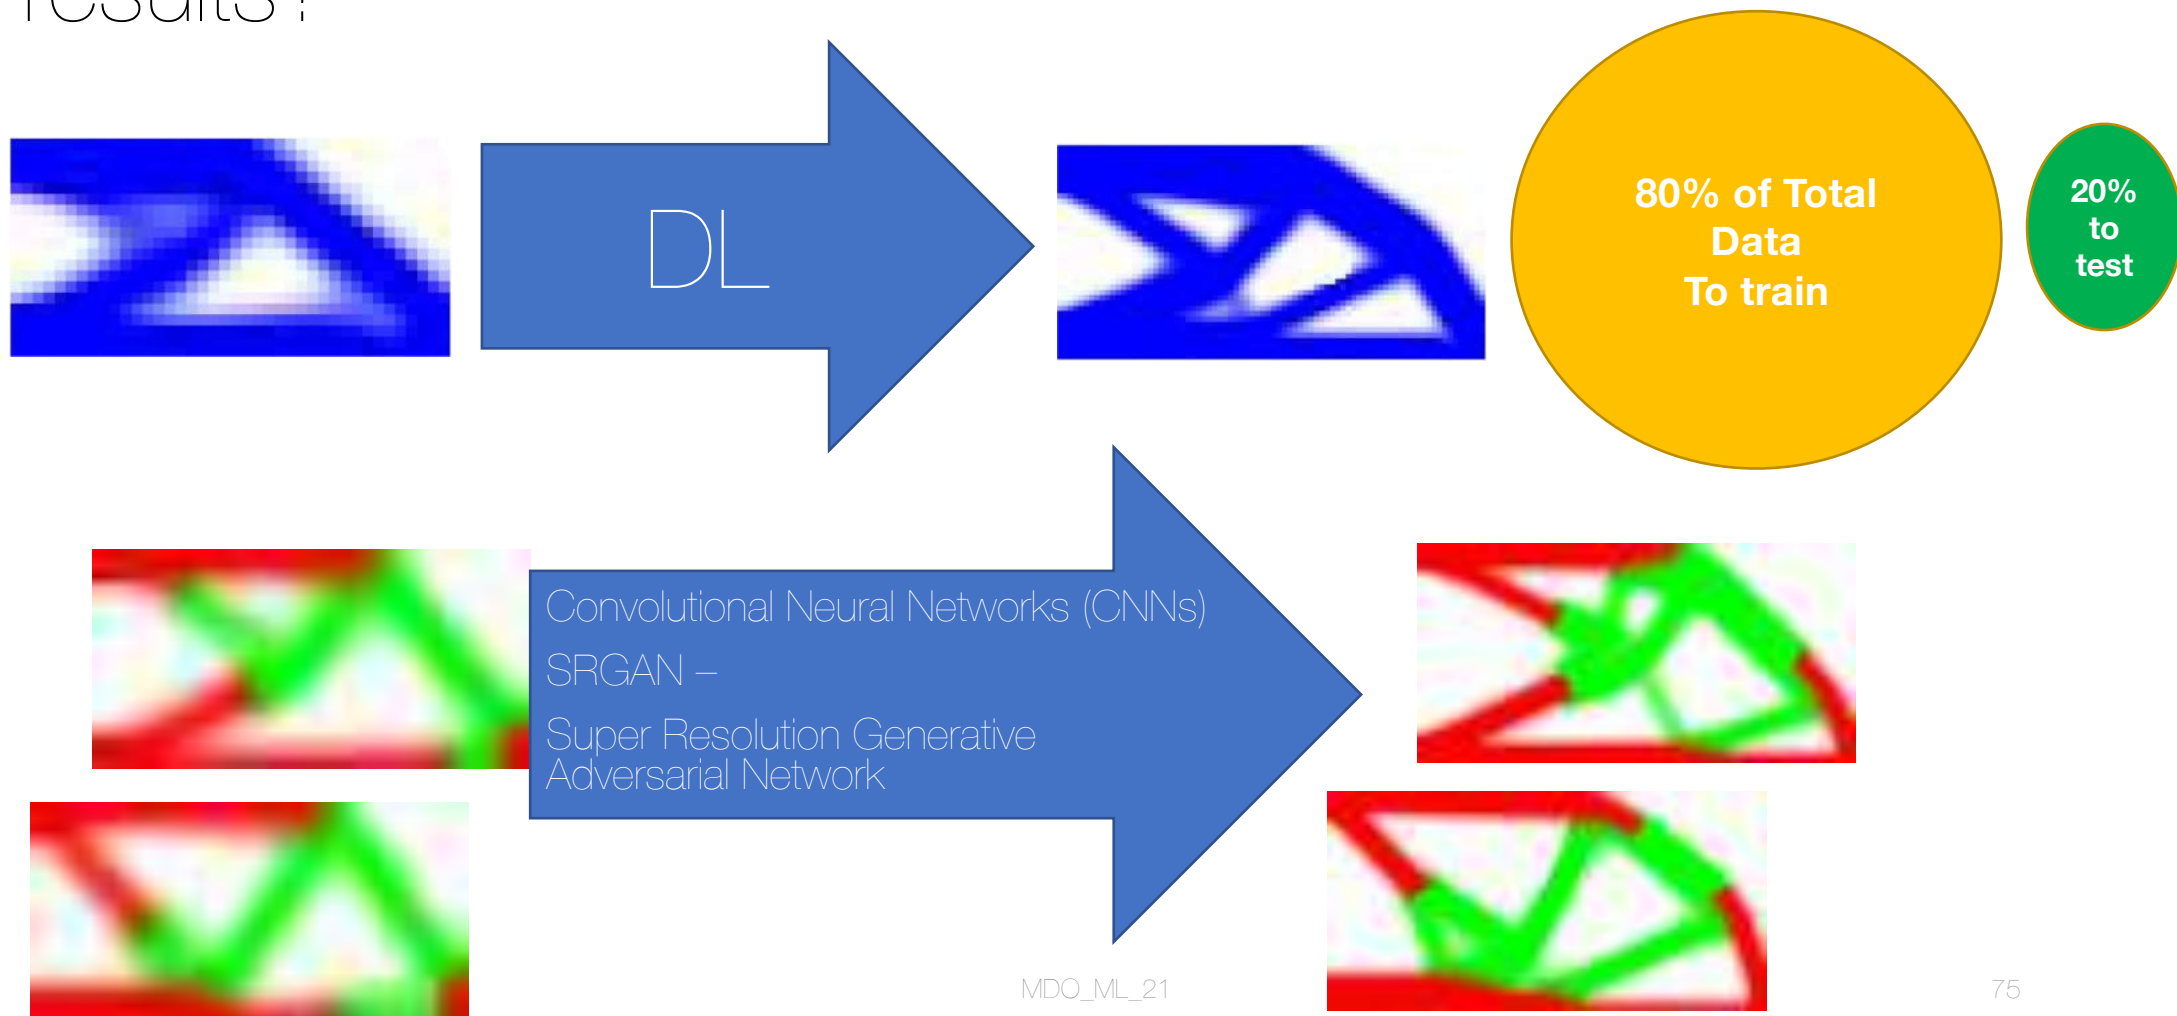 results?
DL
80% of Total
Data
To train
20%
to
test
Convolutional Neural Networks (CNNs)
SRGAN –
Super Resolution Generative
Adversarial Network
MDO_ML_21
75